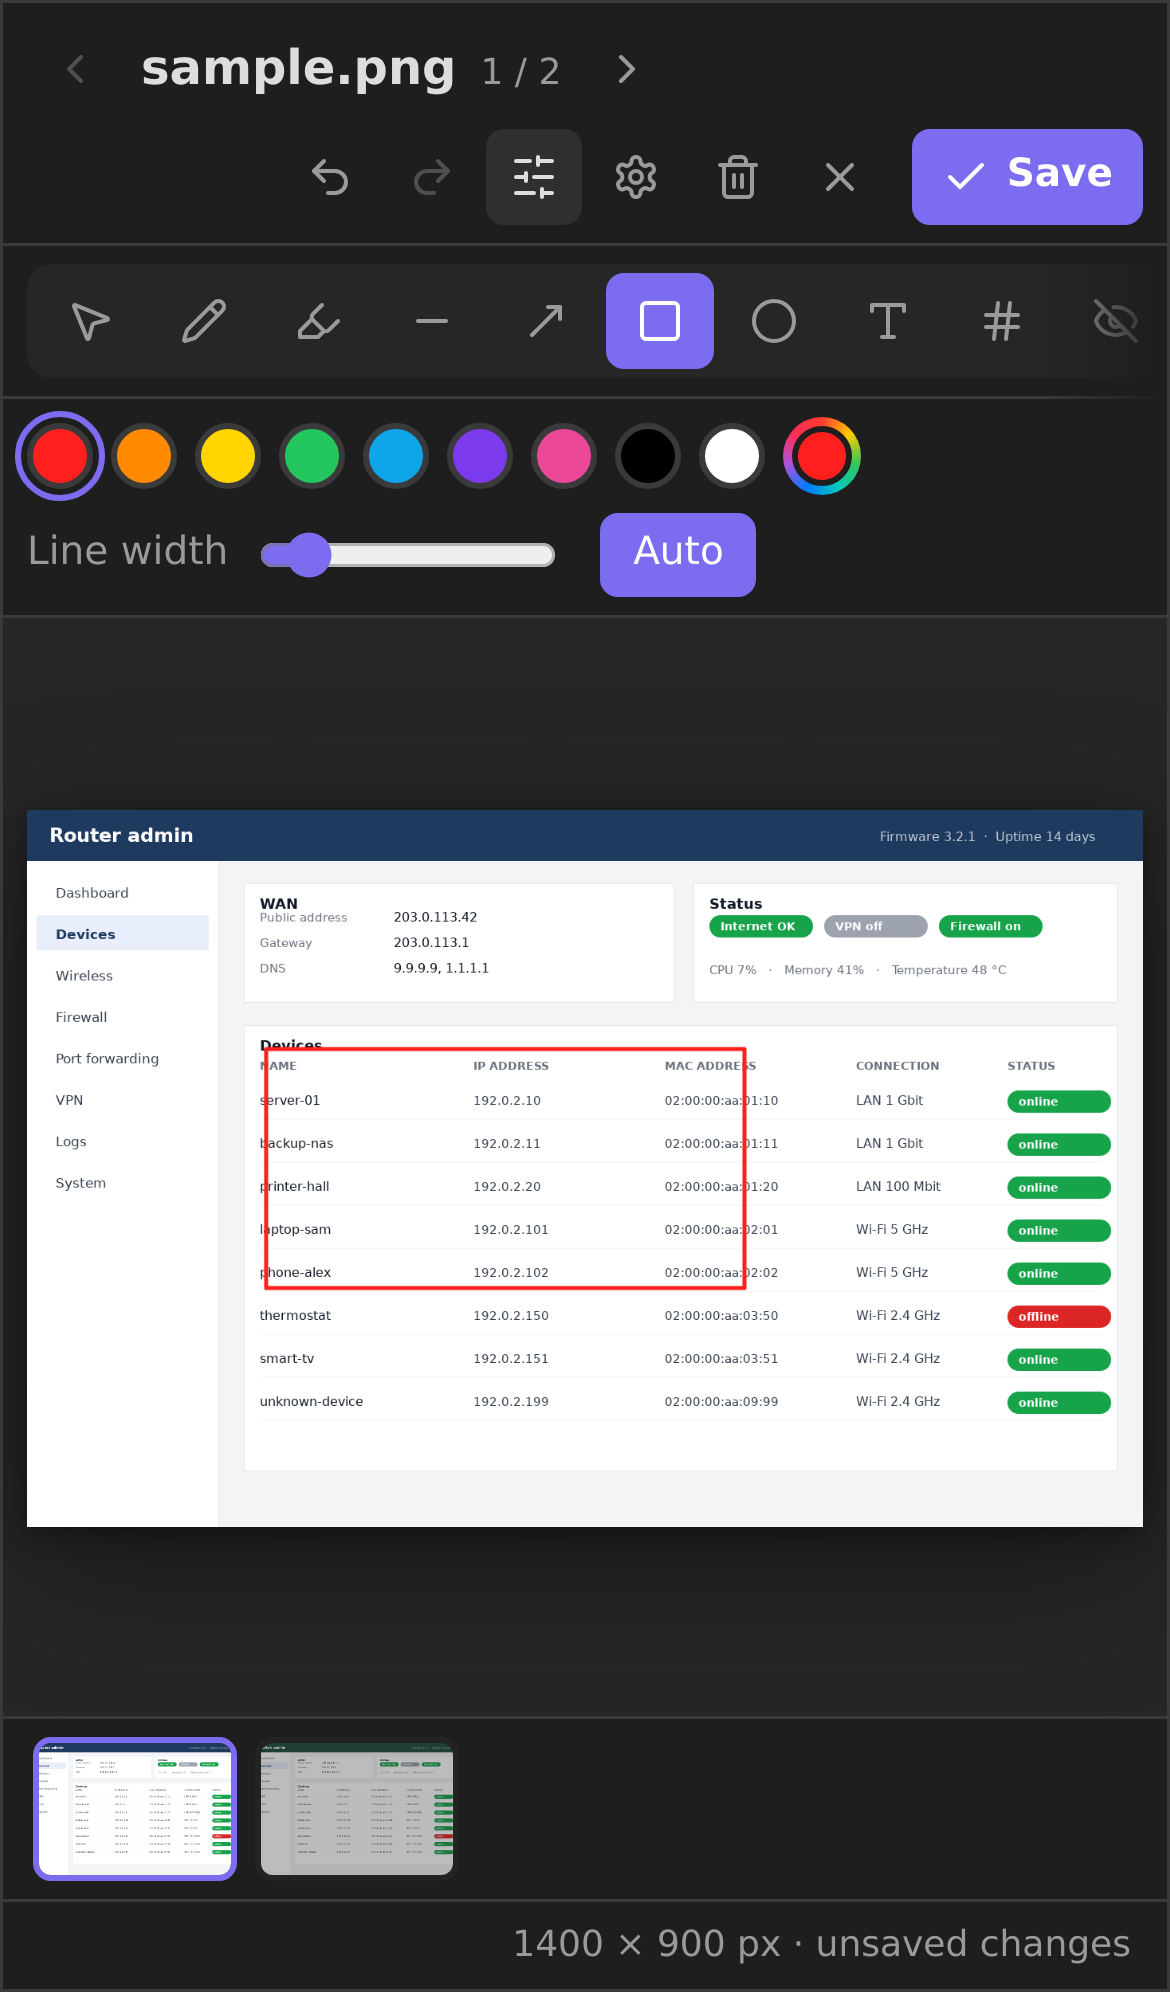 sample.png 1 / 2
Save
Line width Auto
Router admin Firmware 3.2.1 · Uptime 14 days
Dashboard
Devices
Wireless
Firewall
Port forwarding
VPN
Logs
System
WAN
Public address 203.0.113.42
Gateway 203.0.113.1
DNS 9.9.9.9, 1.1.1.1
Status
Internet OK VPN off Firewall on
CPU 7% · Memory 41% · Temperature 48 °C
Devices
NAME IP ADDRESS MAC ADDRESS CONNECTION STATUS
server-01 192.0.2.10 02:00:00:aa:01:10 LAN 1 Gbit online
backup-nas 192.0.2.11 02:00:00:aa:01:11 LAN 1 Gbit online
printer-hall 192.0.2.20 02:00:00:aa:01:20 LAN 100 Mbit online
laptop-sam 192.0.2.101 02:00:00:aa:02:01 Wi-Fi 5 GHz online
phone-alex 192.0.2.102 02:00:00:aa:02:02 Wi-Fi 5 GHz online
thermostat 192.0.2.150 02:00:00:aa:03:50 Wi-Fi 2.4 GHz offline
smart-tv 192.0.2.151 02:00:00:aa:03:51 Wi-Fi 2.4 GHz online
unknown-device 192.0.2.199 02:00:00:aa:09:99 Wi-Fi 2.4 GHz online
1400 × 900 px · unsaved changes